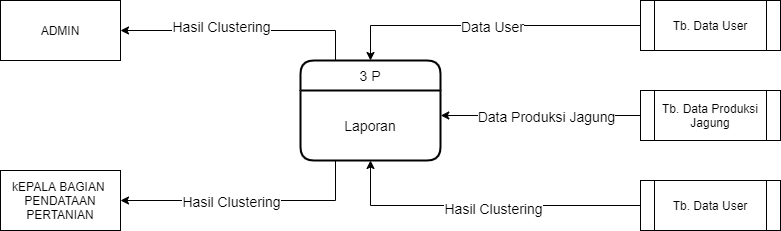 ADMIN
Hasil Clustering
Data User
Tb. Data User
3 P
Laporan
Data Produksi Jagung
Tb. Data Produksi
Jagung
kEPALA BAGIAN
PENDATAAN
PERTANIAN
Hasil Clustering
Hasil Clustering
Tb. Data User